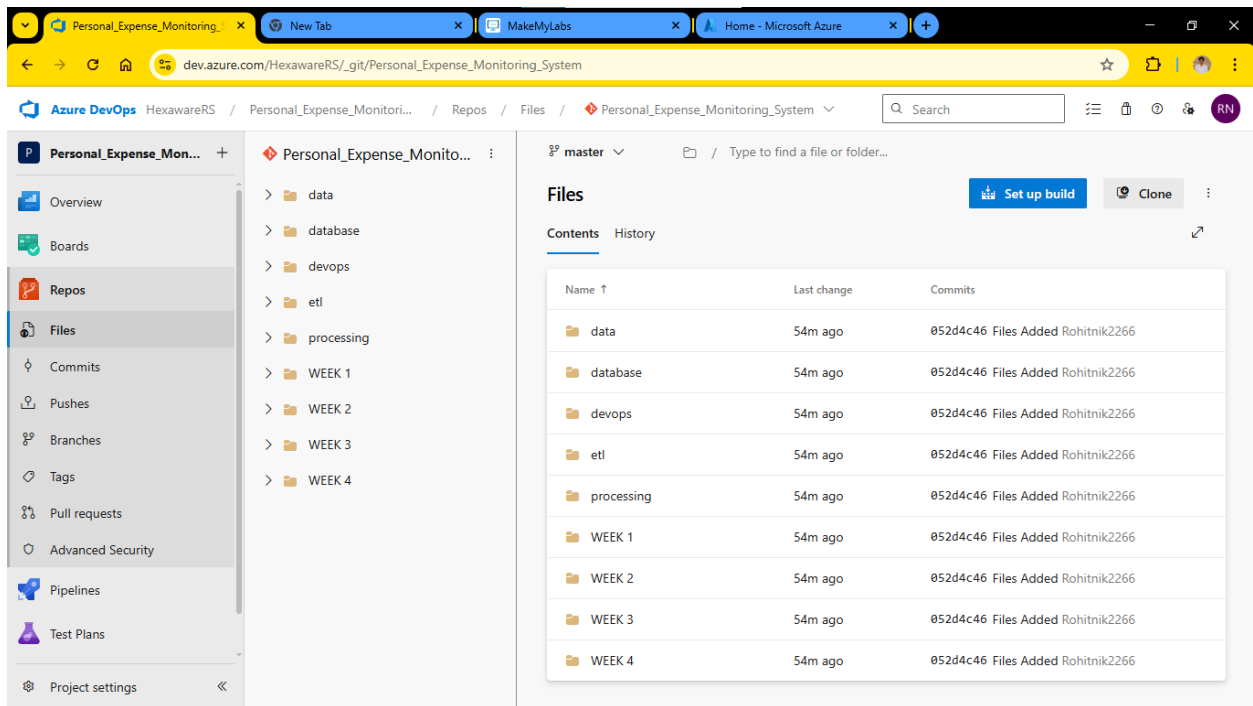 Personal_Expense_Monitoring_S
New Tab
MakeMyLabs
Home - Microsoft Azure
dev.azure.com/HexawareRS/_git/Personal_Expense_Monitoring_System
Azure DevOps HexawareRS / Personal_Expense_Monitori... / Repos / Files / Personal_Expense_Monitoring_System
Search
RN
P Personal_Expense_Mon... +
Overview
Boards
Repos
Files
Commits
Pushes
Branches
Tags
Pull requests
Advanced Security
Pipelines
Test Plans
Project settings
Personal_Expense_Monito...
data
database
devops
etl
processing
WEEK 1
WEEK 2
WEEK 3
WEEK 4
master / Type to find a file or folder...
Files
Set up build
Clone
Contents History
Name ↑ Last change Commits
data 54m ago 052d4c46 Files Added Rohitnik2266
database 54m ago 052d4c46 Files Added Rohitnik2266
devops 54m ago 052d4c46 Files Added Rohitnik2266
etl 54m ago 052d4c46 Files Added Rohitnik2266
processing 54m ago 052d4c46 Files Added Rohitnik2266
WEEK 1 54m ago 052d4c46 Files Added Rohitnik2266
WEEK 2 54m ago 052d4c46 Files Added Rohitnik2266
WEEK 3 54m ago 052d4c46 Files Added Rohitnik2266
WEEK 4 54m ago 052d4c46 Files Added Rohitnik2266